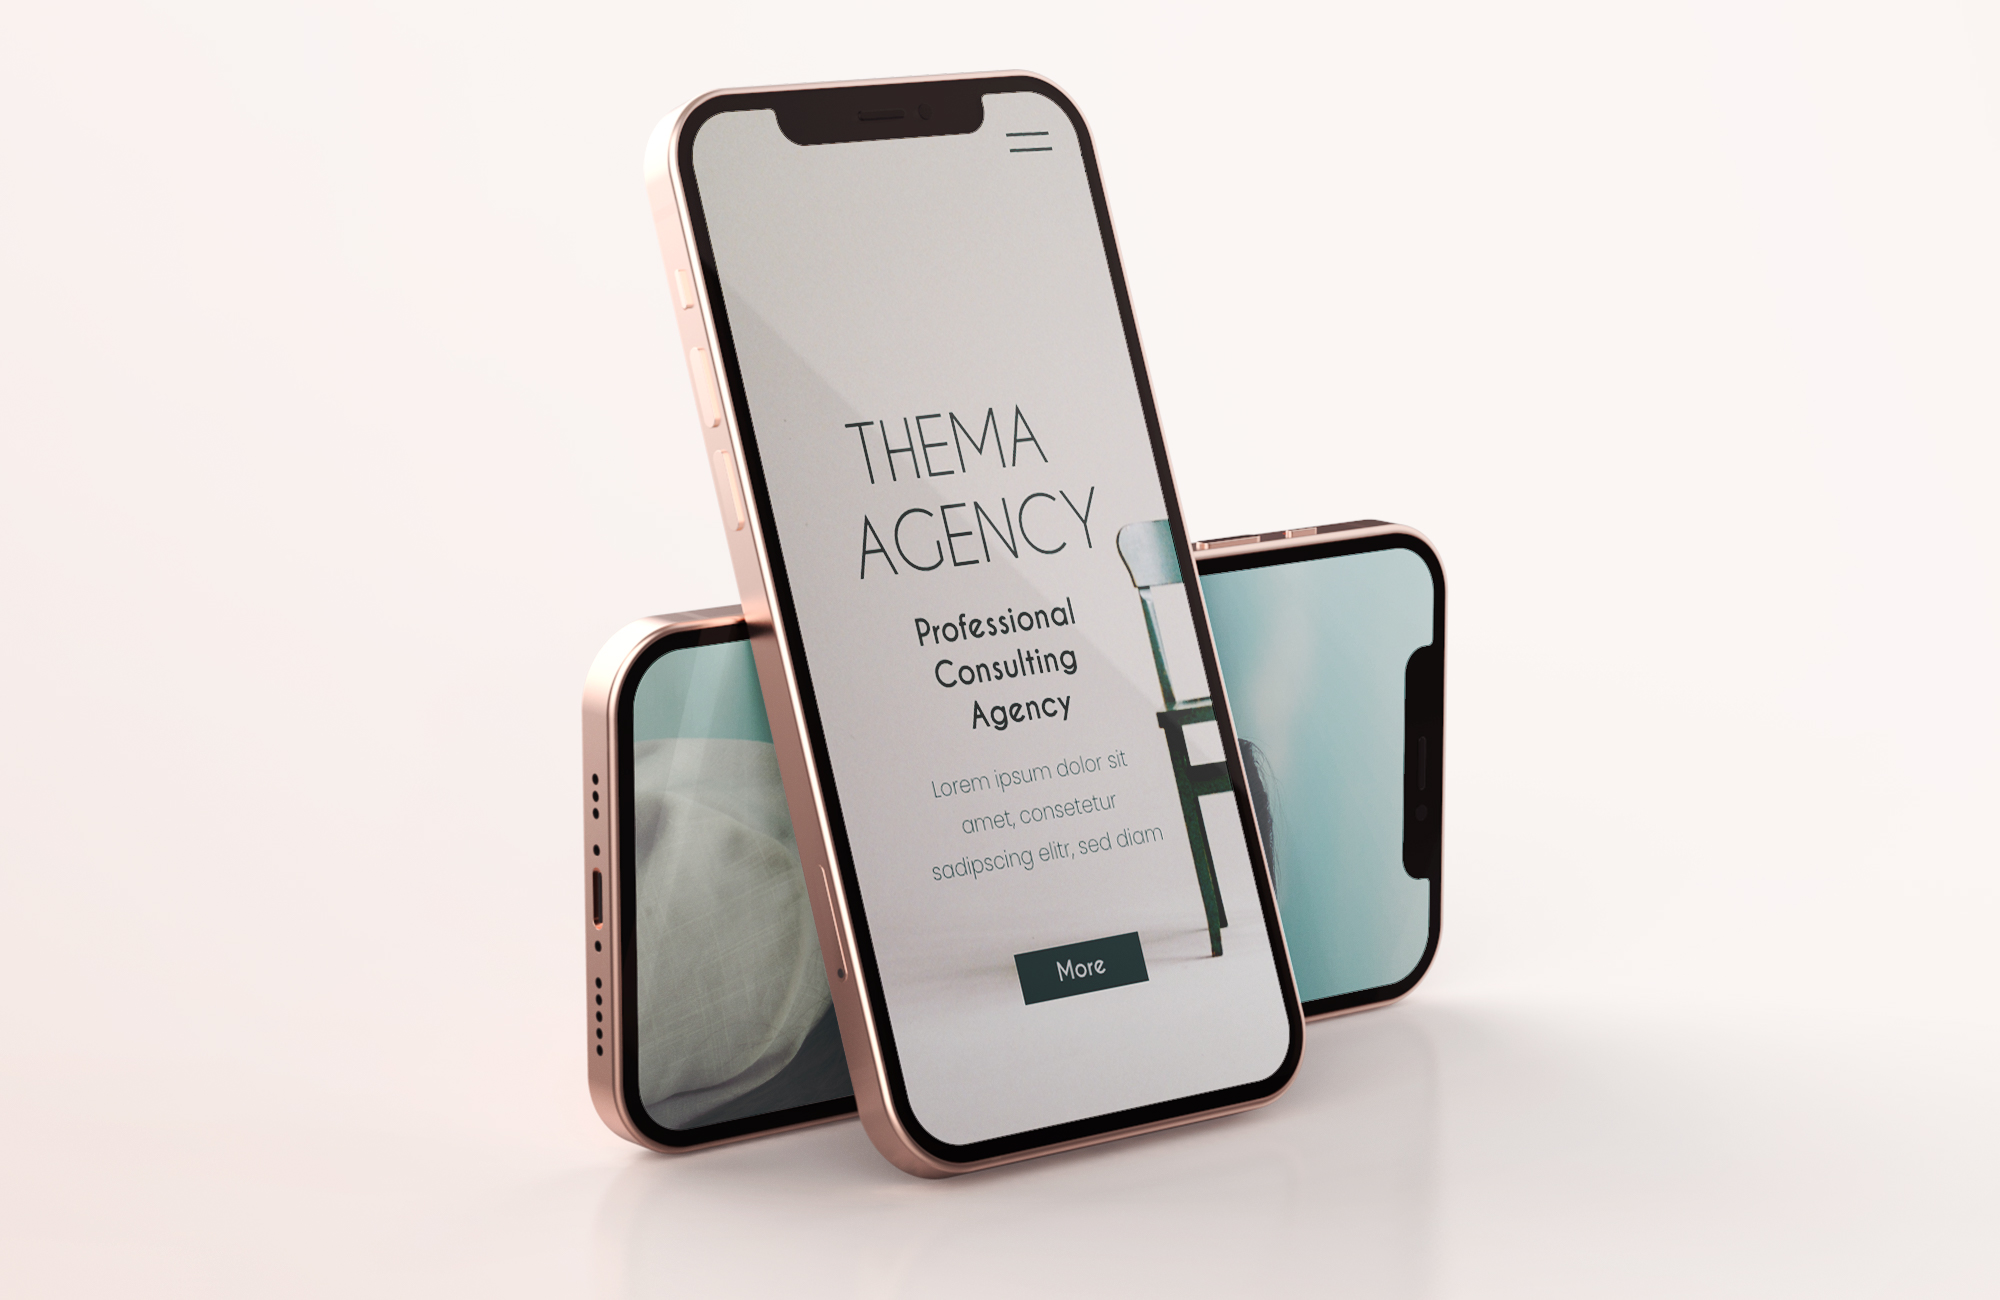 THEMA
AGENCY
Professional
Consulting
Agency
Lorem ipsum dolor sit
amet, consetetur
sadipscing elitr, sed diam
More